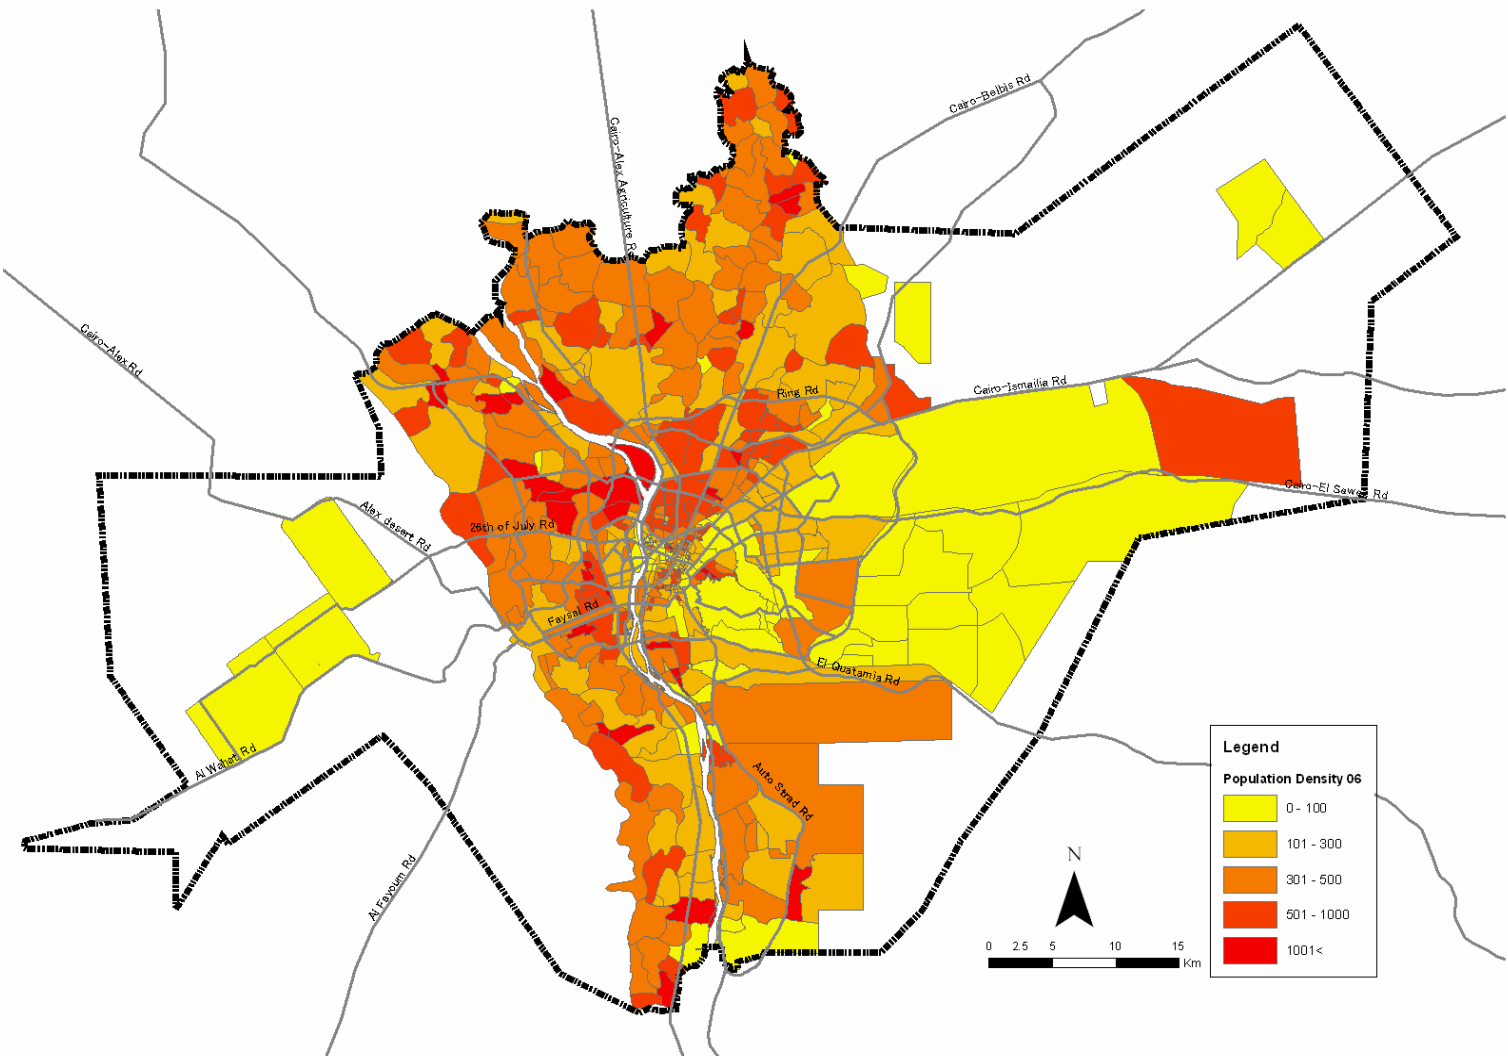 Cairo-Belbis Rd
Cairo-Alex Agriculture Rd
Cairo-Alex Rd
Ring Rd
Cairo-Ismailia Rd
Cairo-El Sewes Rd
Alex desert Rd
26th of July Rd
Faysal Rd
El Quatamia Rd
Al Wahat Rd
Auto Strad Rd
Al Fayoum Rd
Legend
Population Density 06
0 - 100
101 - 300
301 - 500
501 - 1000
1001<
N
0 2.5 5 10 15
Km